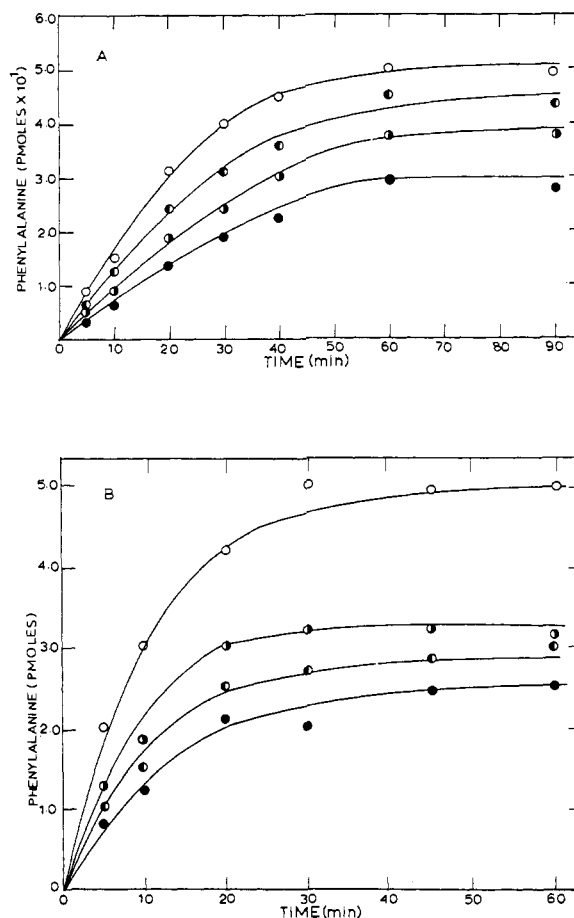 A
PHENYLALANINE (PMOLES X 10¹)
6.0
5.0
4.0
3.0
2.0
1.0
0 10 20 30 40 50 60 70 80 90
TIME (min)
B
PHENYLALANINE (PMOLES)
5.0
4.0
3.0
2.0
1.0
0
0 10 20 30 40 50 60
TIME (min)